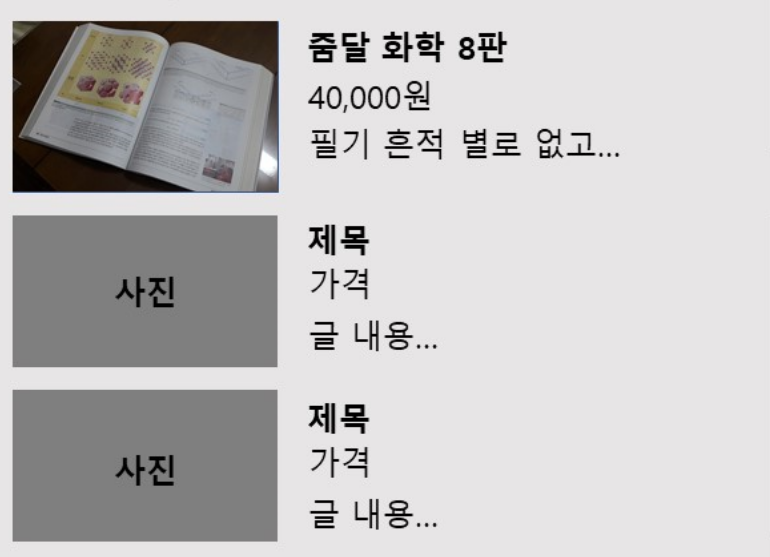 줌달 화학 8판
40,000원
필기 흔적 별로 없고...
사진
제목
가격
글 내용...
사진
제목
가격
글 내용...